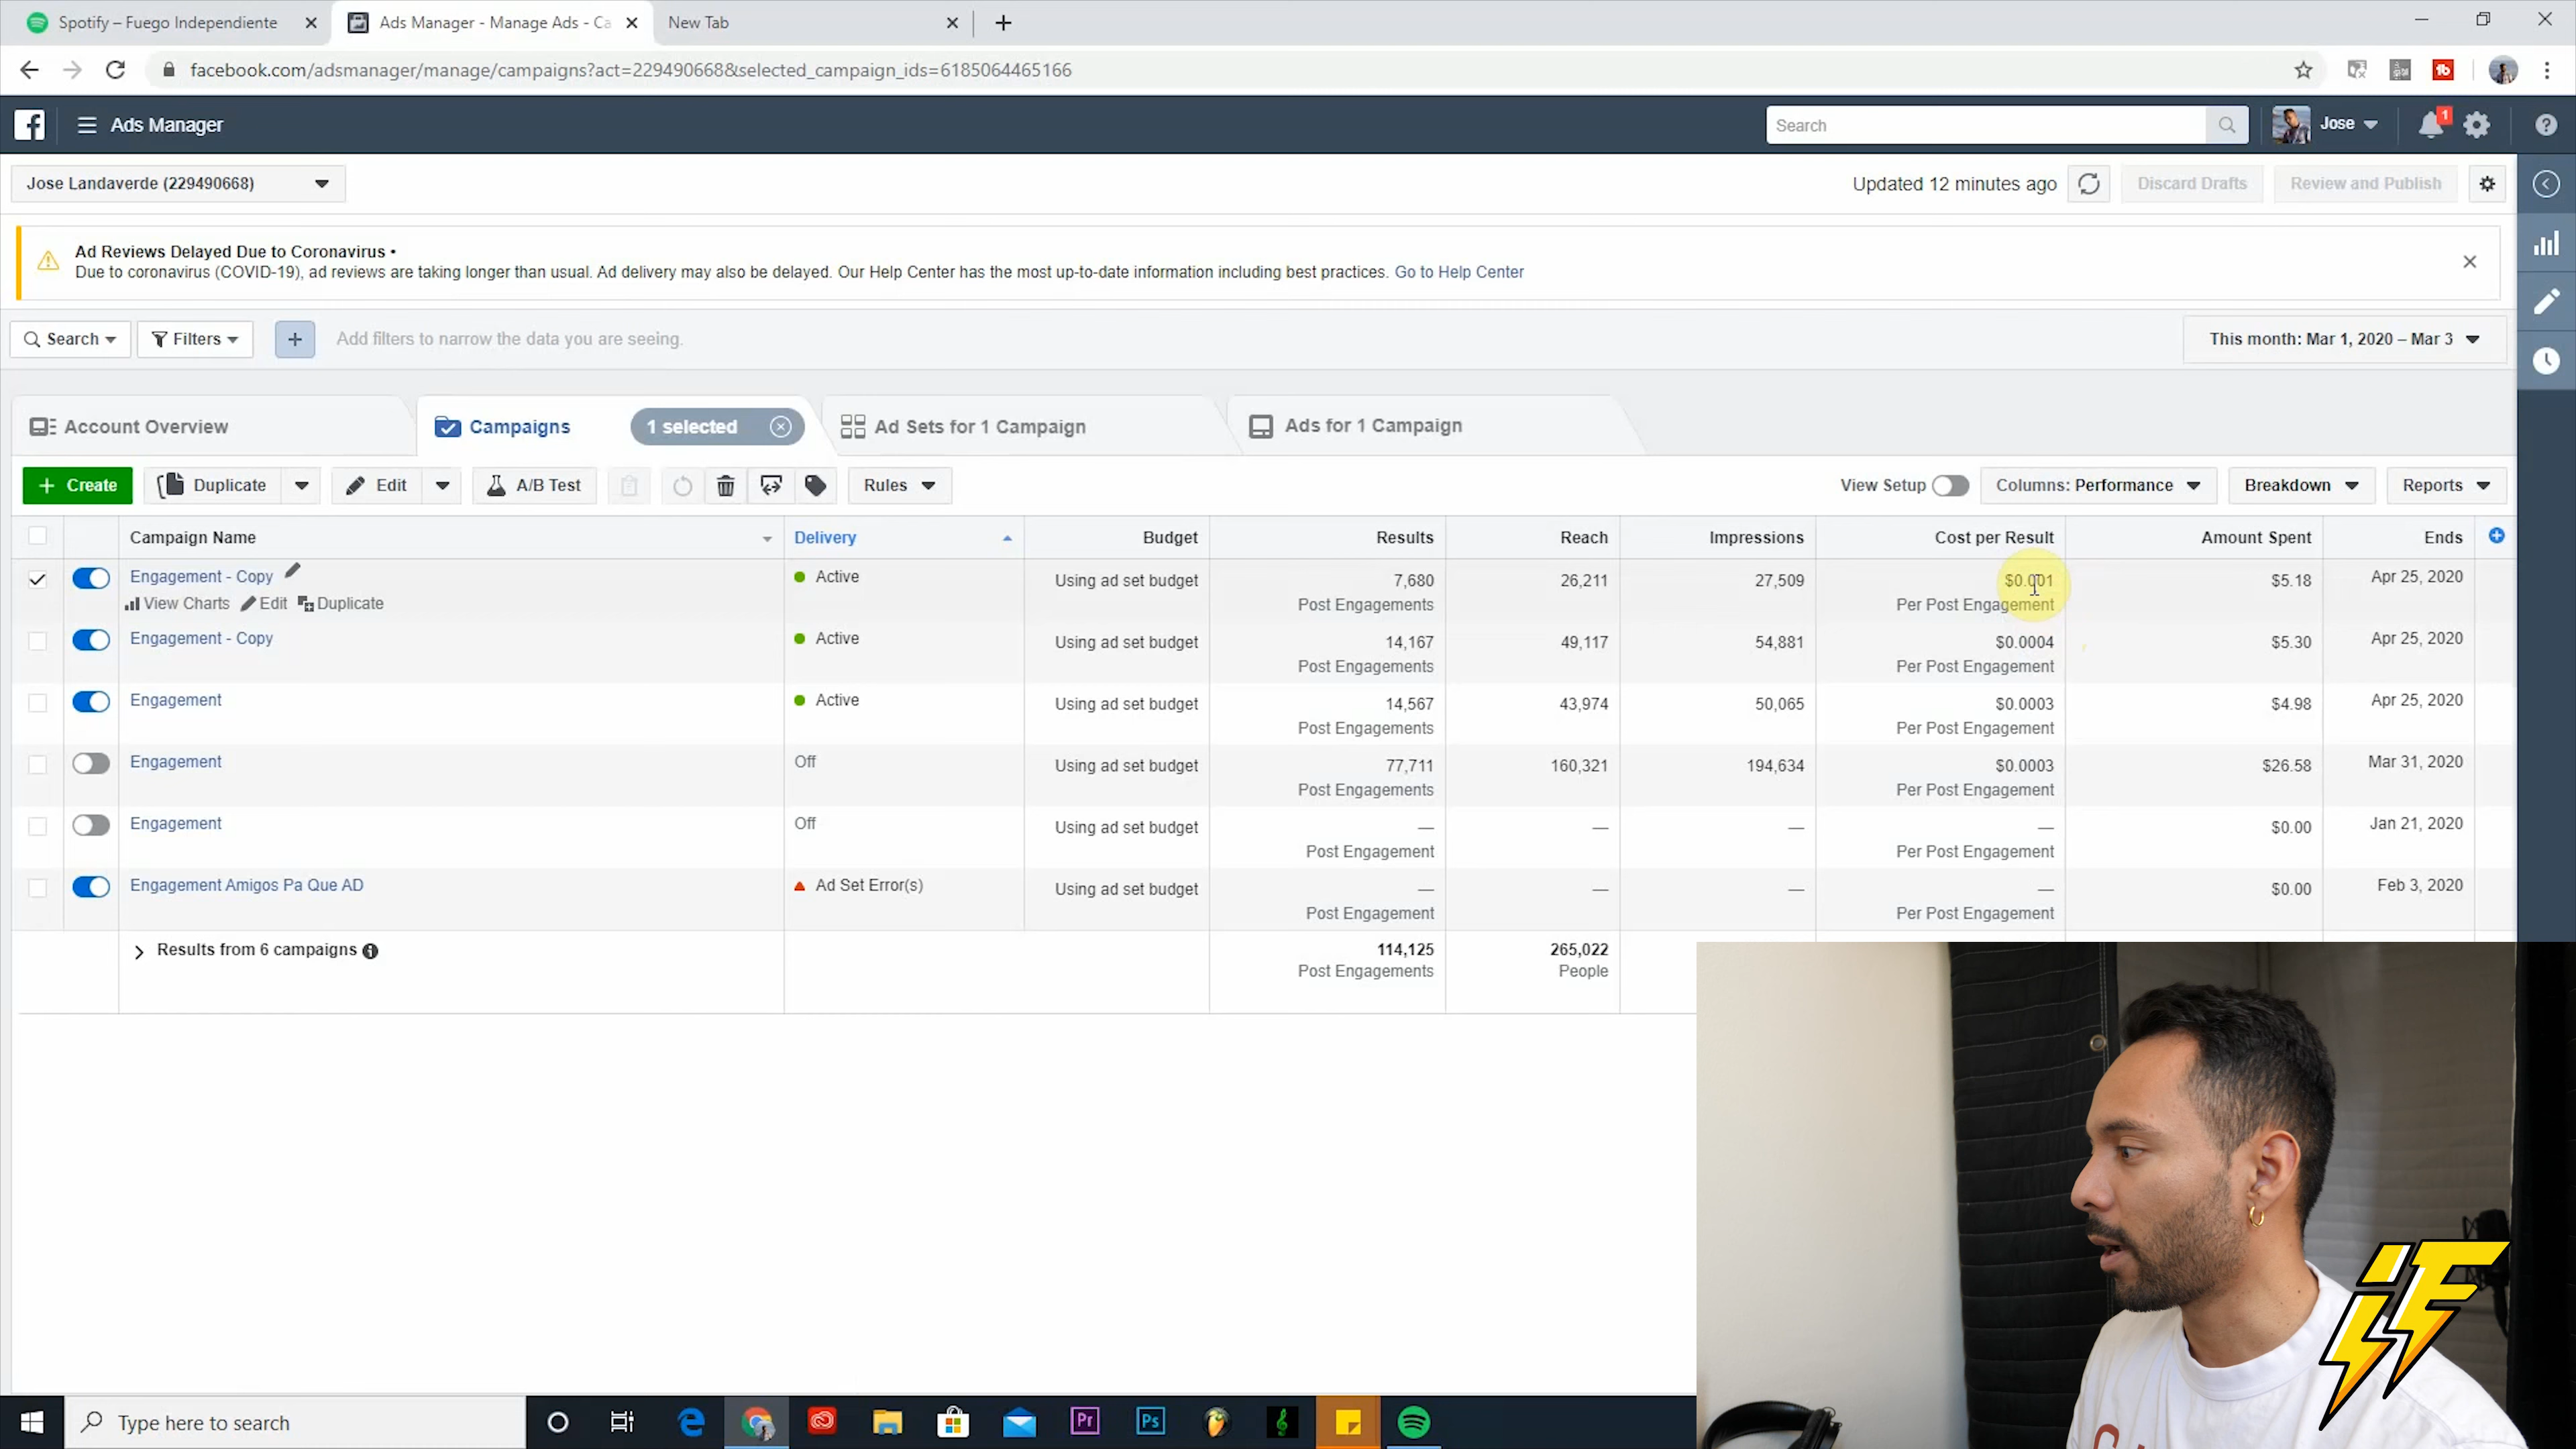 Spotify – Fuego Independiente
Ads Manager - Manage Ads - Ca
New Tab
facebook.com/adsmanager/manage/campaigns?act=229490668&selected_campaign_ids=6185064465166
Ads Manager
Search
Jose
1
Jose Landaverde (229490668)
Updated 12 minutes ago
Discard Drafts
Review and Publish
Ad Reviews Delayed Due to Coronavirus •
Due to coronavirus (COVID-19), ad reviews are taking longer than usual. Ad delivery may also be delayed. Our Help Center has the most up-to-date information including best practices. Go to Help Center
Search
Filters
+
Add filters to narrow the data you are seeing.
This month: Mar 1, 2020 – Mar 3
Account Overview
Campaigns
1 selected
Ad Sets for 1 Campaign
Ads for 1 Campaign
+ Create
Duplicate
Edit
A/B Test
Rules
View Setup
Columns: Performance
Breakdown
Reports
Campaign Name Delivery Budget Results Reach Impressions Cost per Result Amount Spent Ends
Engagement - Copy Active Using ad set budget 7,680 26,211 27,509 $0.001 $5.18 Apr 25, 2020
View Charts Edit Duplicate Post Engagements Per Post Engagement
Engagement - Copy Active Using ad set budget 14,167 49,117 54,881 $0.0004 $5.30 Apr 25, 2020
Post Engagements Per Post Engagement
Engagement Active Using ad set budget 14,567 43,974 50,065 $0.0003 $4.98 Apr 25, 2020
Post Engagements Per Post Engagement
Engagement Off Using ad set budget 77,711 160,321 194,634 $0.0003 $26.58 Mar 31, 2020
Post Engagements Per Post Engagement
Engagement Off Using ad set budget — — — — $0.00 Jan 21, 2020
Post Engagement Per Post Engagement
Engagement Amigos Pa Que AD Ad Set Error(s) Using ad set budget — — — — $0.00 Feb 3, 2020
Post Engagement Per Post Engagement
Results from 6 campaigns 114,125 265,022
Post Engagements People
iF
Type here to search
Pr
Ps